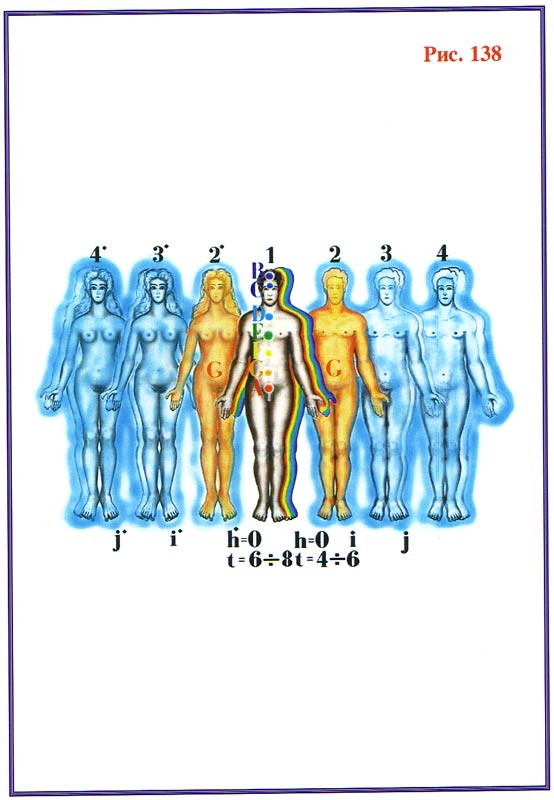 Рис. 138
4* 3* 2* 1 2 3 4
B
C
D
E
F
G G G
A
j* i* h*=0 h=0 i j
t=6÷8 t=4÷6